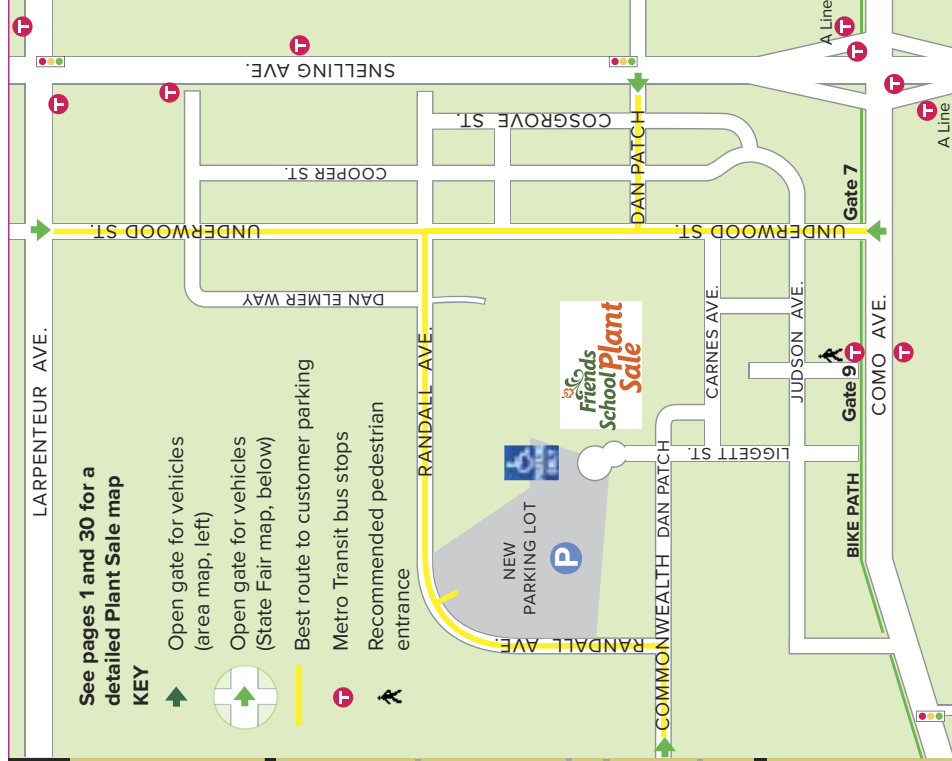 See pages 1 and 30 for a
detailed Plant Sale map
KEY
Open gate for vehicles
(area map, left)
Open gate for vehicles
(State Fair map, below)
Best route to customer parking
Metro Transit bus stops
Recommended pedestrian
entrance
LARPENTEUR AVE.
SNELLING AVE.
COSGROVE ST.
COOPER ST.
UNDERWOOD ST.
UNDERWOOD ST.
UNDERWOOD ST.
DAN ELMER WAY
RANDALL AVE.
RANDALL AVE.
DAN PATCH
NEW
PARKING LOT
P
Friends
School Plant
Sale
COMMONWEALTH
DAN PATCH
LIGGETT ST.
CARNES AVE.
JUDSON AVE.
BIKE PATH
Gate 9
Gate 7
COMO AVE.
A Line
A Line
T
T
T
T
T
T
T
T
T
T
T